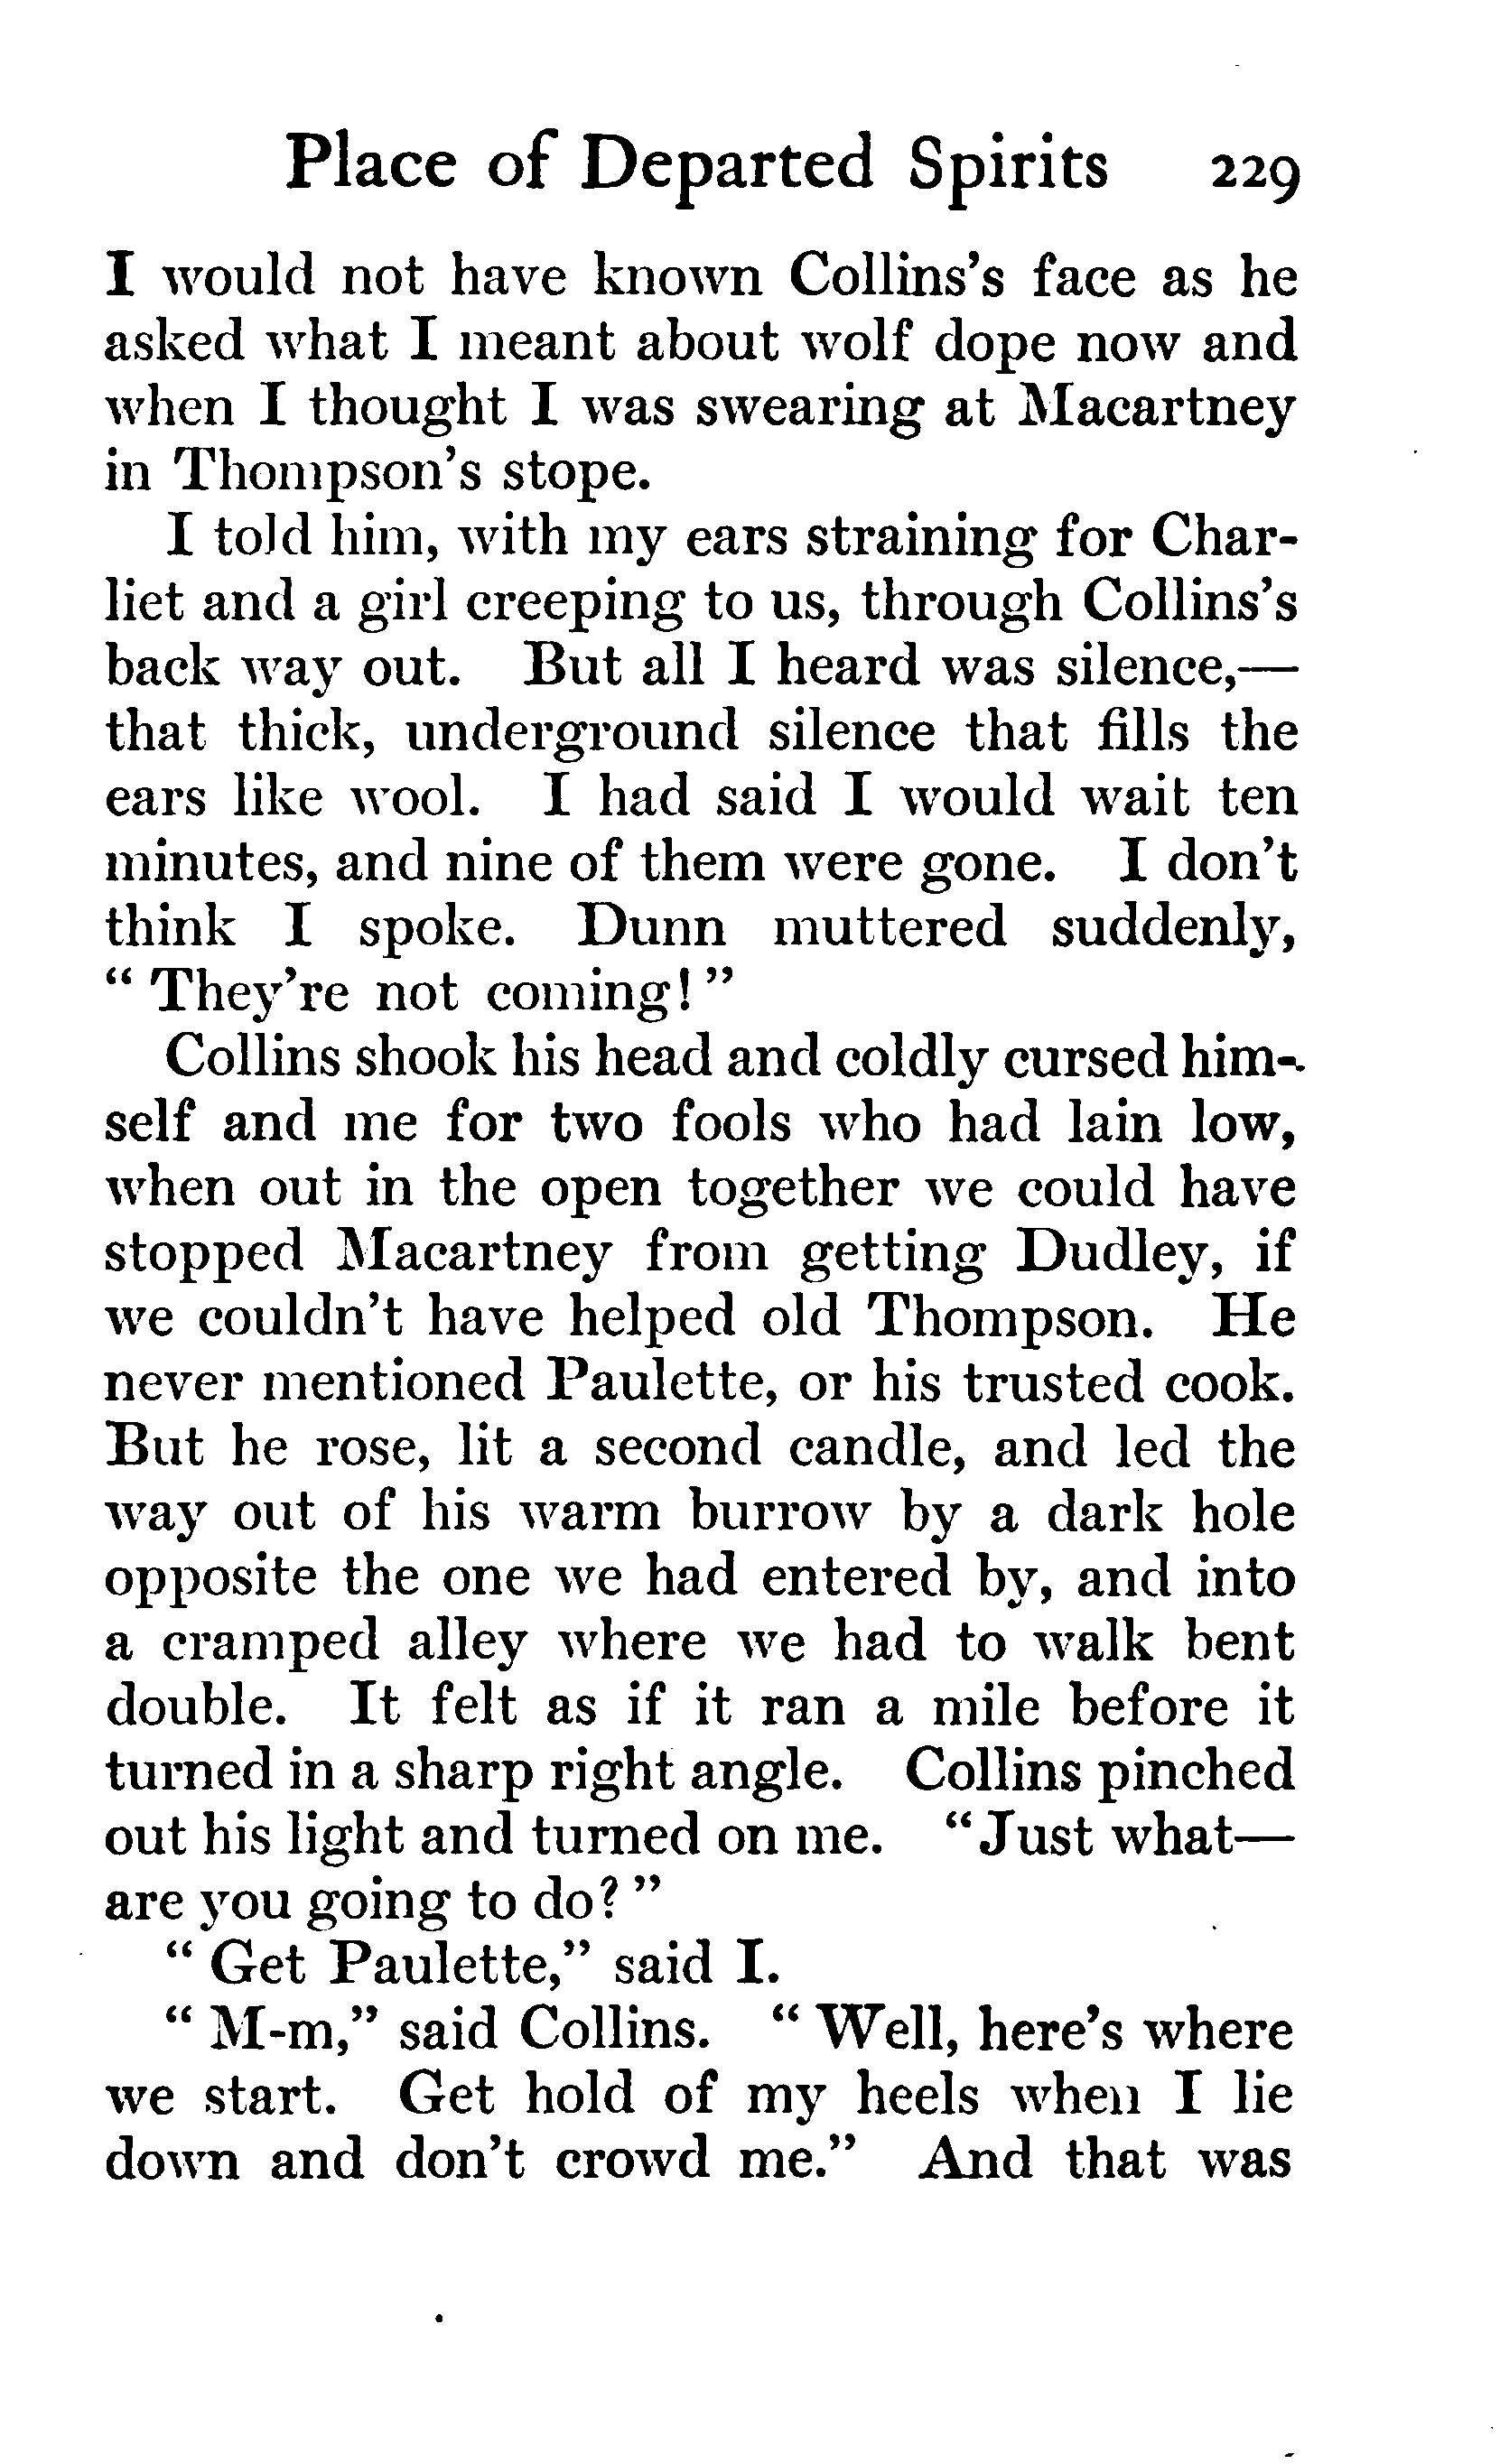 Place of Departed Spirits 229
I would not have known Collins's face as he
asked what I meant about wolf dope now and
when I thought I was swearing at Macartney
in Thompson's stope.
I told him, with my ears straining for Char-
liet and a girl creeping to us, through Collins's
back way out. But all I heard was silence,—
that thick, underground silence that fills the
ears like wool. I had said I would wait ten
minutes, and nine of them were gone. I don't
think I spoke. Dunn muttered suddenly,
" They're not coming! "
Collins shook his head and coldly cursed him-
self and me for two fools who had lain low,
when out in the open together we could have
stopped Macartney from getting Dudley, if
we couldn't have helped old Thompson. He
never mentioned Paulette, or his trusted cook.
But he rose, lit a second candle, and led the
way out of his warm burrow by a dark hole
opposite the one we had entered by, and into
a cramped alley where we had to walk bent
double. It felt as if it ran a mile before it
turned in a sharp right angle. Collins pinched
out his light and turned on me. "Just what—
are you going to do? "
" Get Paulette," said I.
" M-m," said Collins. " Well, here's where
we start. Get hold of my heels when I lie
down and don't crowd me." And that was